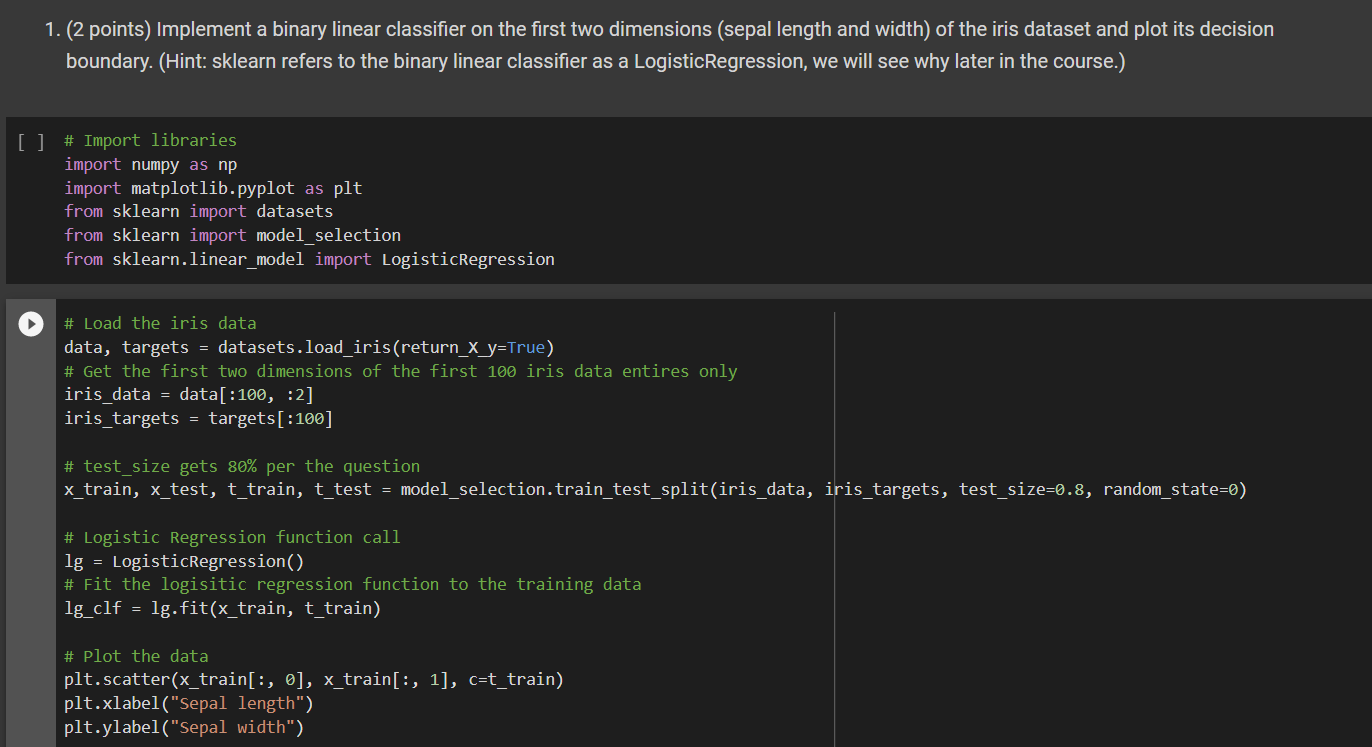 1. (2 points) Implement a binary linear classifier on the first two dimensions (sepal length and width) of the iris dataset and plot its decision
boundary. (Hint: sklearn refers to the binary linear classifier as a LogisticRegression, we will see why later in the course.)
[ ] # Import libraries
import numpy as np
import matplotlib.pyplot as plt
from sklearn import datasets
from sklearn import model_selection
from sklearn.linear_model import LogisticRegression
# Load the iris data
data, targets = datasets.load_iris(return_X_y=True)
# Get the first two dimensions of the first 100 iris data entires only
iris_data = data[:100, :2]
iris_targets = targets[:100]
# test_size gets 80% per the question
x_train, x_test, t_train, t_test = model_selection.train_test_split(iris_data, iris_targets, test_size=0.8, random_state=0)
# Logistic Regression function call
lg = LogisticRegression()
# Fit the logisitic regression function to the training data
lg_clf = lg.fit(x_train, t_train)
# Plot the data
plt.scatter(x_train[:, 0], x_train[:, 1], c=t_train)
plt.xlabel("Sepal length")
plt.ylabel("Sepal width")